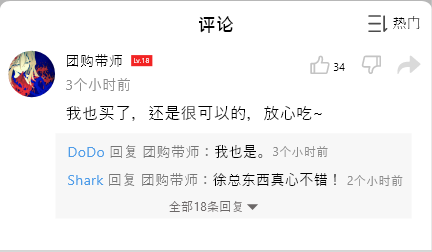 评论
热门
团购带师 Lv.18
3个小时前
34
我也买了，还是很可以的，放心吃~
DoDo 回复 团购带师：我也是。3个小时前
Shark 回复 团购带师：徐总东西真心不错！ 2个小时前
全部18条回复